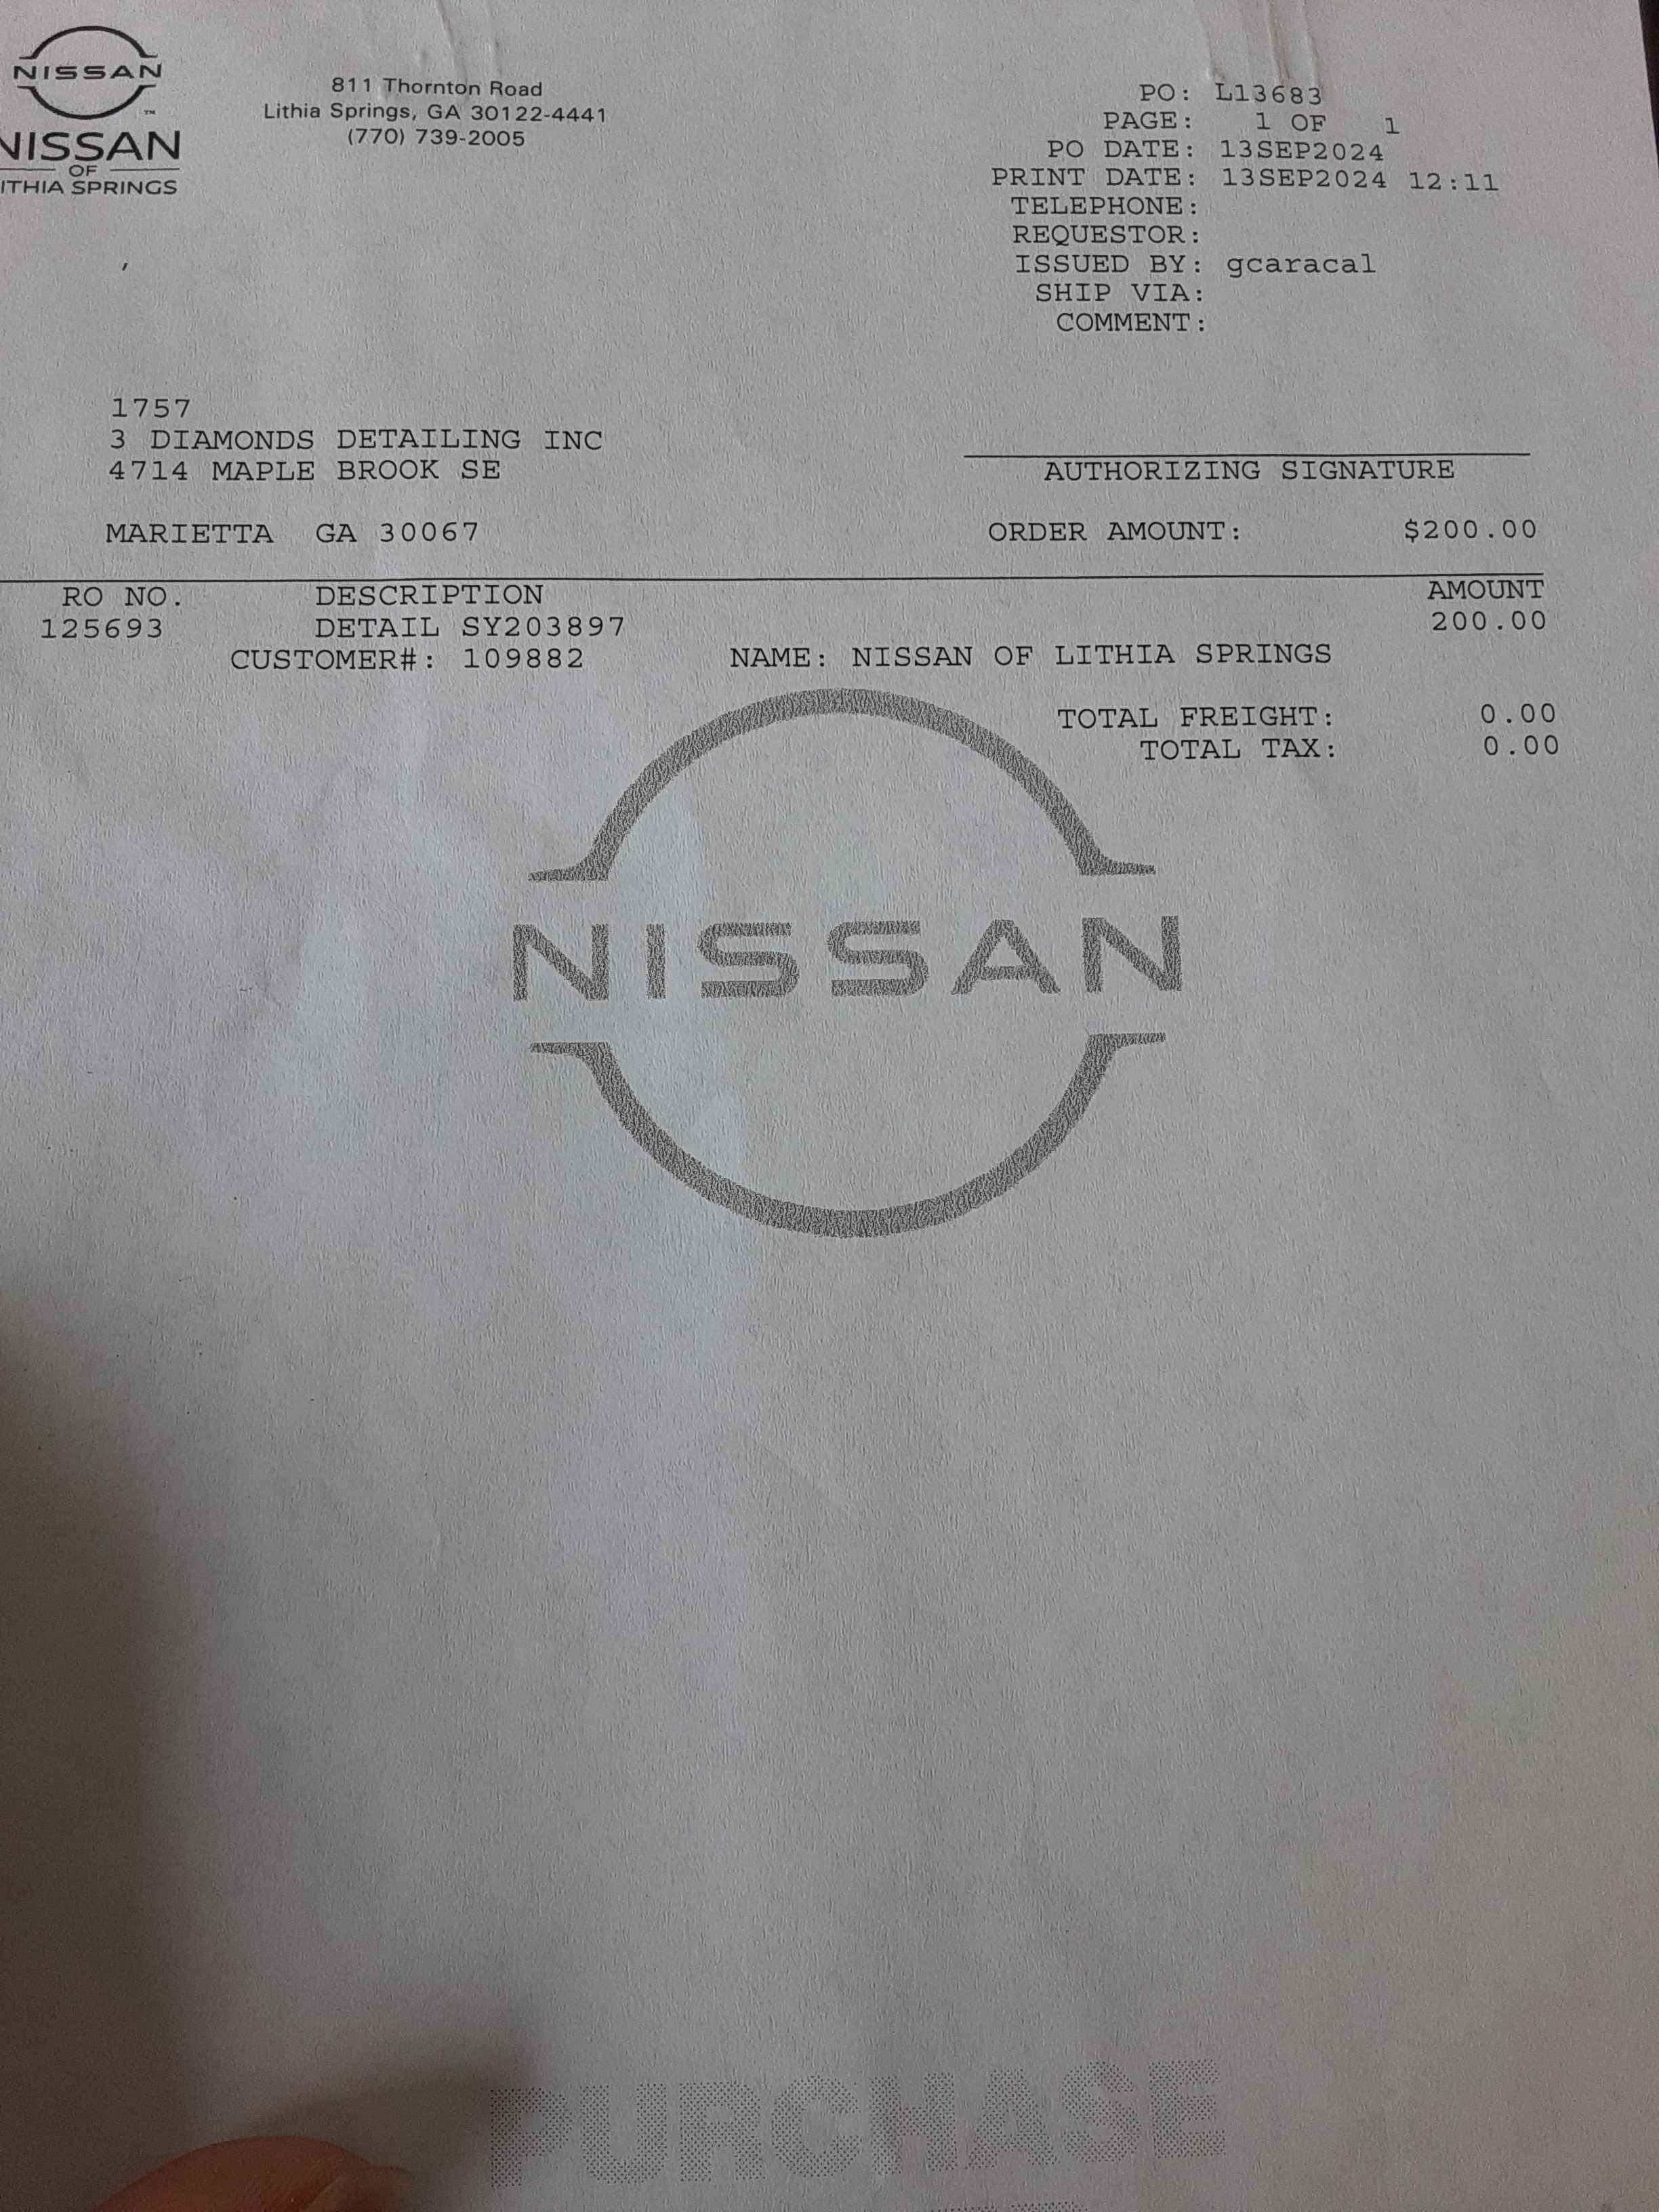 NISSAN
NISSAN
OF
ITHIA SPRINGS
811 Thornton Road
Lithia Springs, GA 30122-4441
(770) 739-2005
PO: L13683
PAGE: 1 OF 1
PO DATE: 13SEP2024
PRINT DATE: 13SEP2024 12:11
TELEPHONE:
REQUESTOR:
ISSUED BY: gcaracal
SHIP VIA:
COMMENT:
1757
3 DIAMONDS DETAILING INC
4714 MAPLE BROOK SE
MARIETTA GA 30067
AUTHORIZING SIGNATURE
ORDER AMOUNT: $200.00
RO NO. DESCRIPTION AMOUNT
125693 DETAIL SY203897 200.00
CUSTOMER#: 109882 NAME: NISSAN OF LITHIA SPRINGS
TOTAL FREIGHT: 0.00
TOTAL TAX: 0.00
NISSAN
PURCHASE